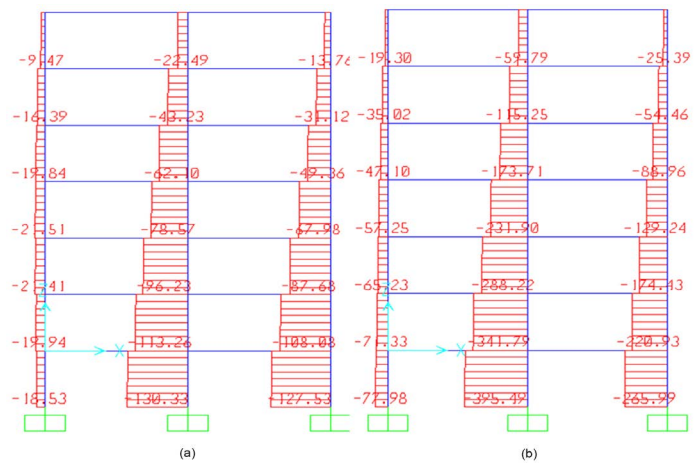 -9.47 -22.49 -13.76
-16.39 -43.23 -31.12
-19.84 -62.10 -49.36
-21.51 -78.57 -67.98
-21.41 -96.23 -87.68
-19.94 X -113.26 -108.03
-18.53 -130.33 -127.53
(a)
-19.30 -59.79 -25.39
-35.02 -115.25 -54.46
-47.10 -173.71 -88.96
-57.25 -231.90 -129.24
-65.23 -288.22 -174.43
-71.33 X -341.79 -220.93
-77.98 -395.49 -265.99
(b)